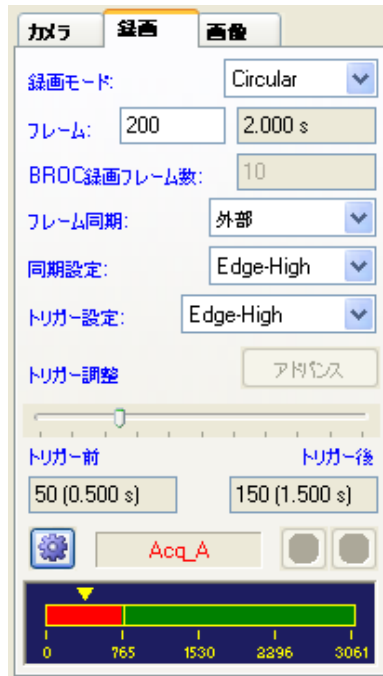 カメラ 録画 画像
録画モード: Circular
フレーム: 200 2.000 s
BROC録画フレーム数: 10
フレーム同期: 外部
同期設定: Edge-High
トリガー設定: Edge-High
トリガー調整 アドバンス
トリガー前 トリガー後
50 (0.500 s) 150 (1.500 s)
Acq_A
0 765 1530 2296 3061